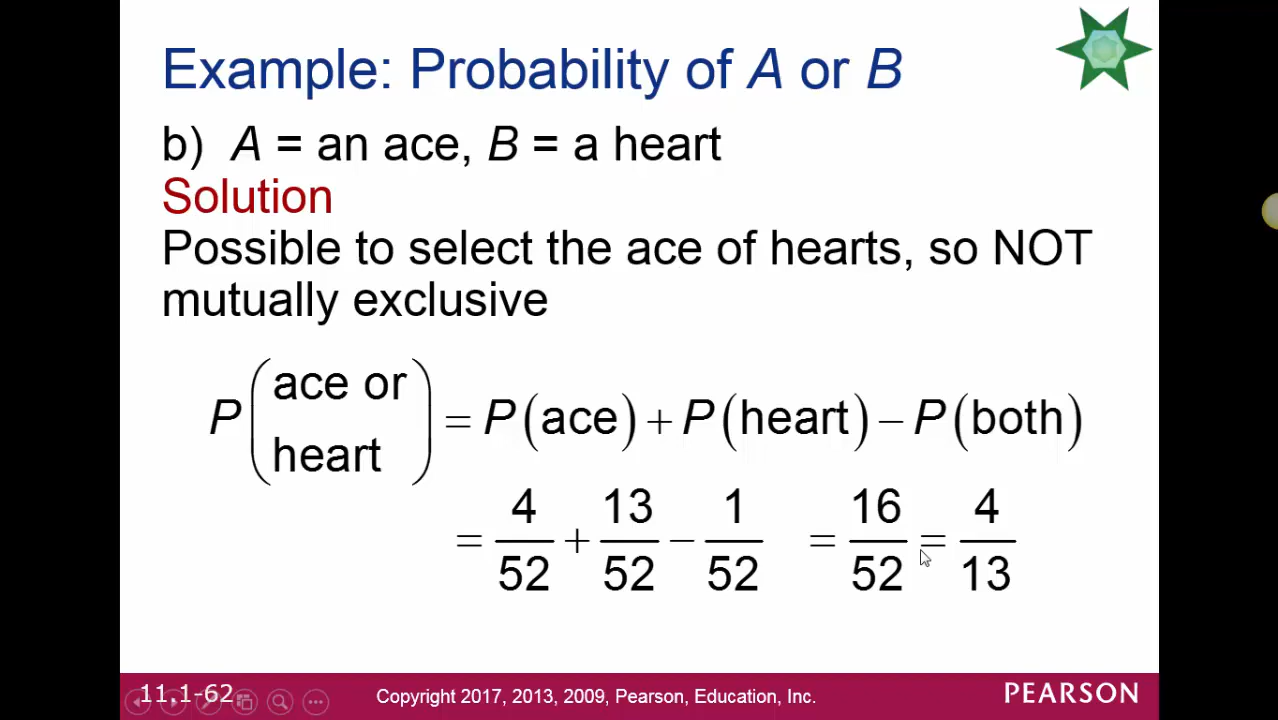 Example: Probability of A or B
b) A = an ace, B = a heart
Solution
Possible to select the ace of hearts, so NOT
mutually exclusive
P(ace or heart) = P(ace) + P(heart) − P(both)
= 4/52 + 13/52 − 1/52 = 16/52 = 4/13
11.1-62
Copyright 2017, 2013, 2009, Pearson, Education, Inc.
PEARSON